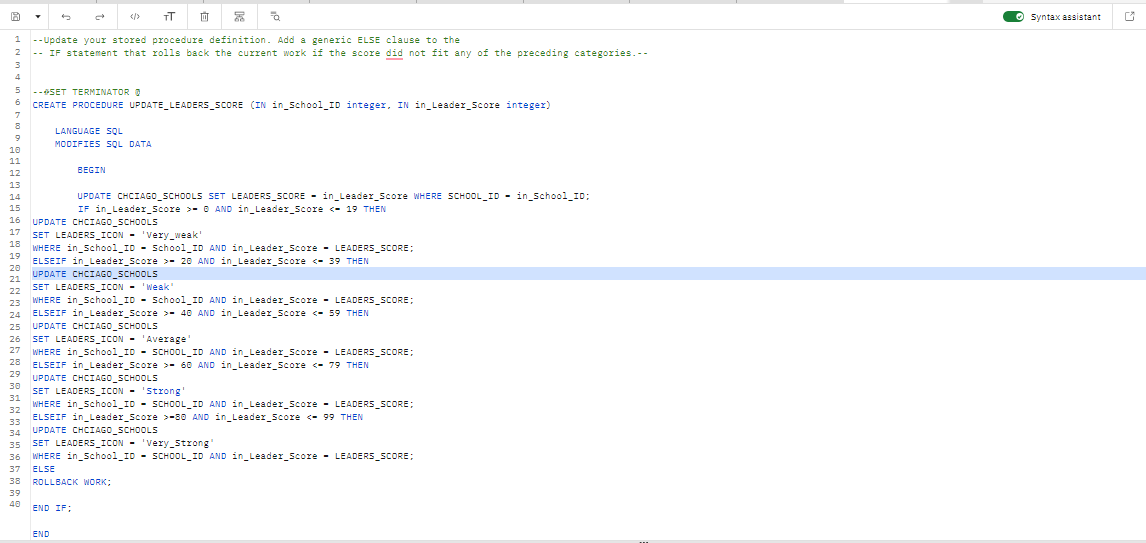 </> TT Syntax assistant
1 --Update your stored procedure definition. Add a generic ELSE clause to the
2 -- IF statement that rolls back the current work if the score did not fit any of the preceding categories.--
3
4
5 --#SET TERMINATOR @
6 CREATE PROCEDURE UPDATE_LEADERS_SCORE (IN in_School_ID integer, IN in_Leader_Score integer)
7
8 LANGUAGE SQL
9 MODIFIES SQL DATA
10
11
12 BEGIN
13
14 UPDATE CHCIAGO_SCHOOLS SET LEADERS_SCORE = in_Leader_Score WHERE SCHOOL_ID = in_School_ID;
15 IF in_Leader_Score >= 0 AND in_Leader_Score <= 19 THEN
16 UPDATE CHCIAGO_SCHOOLS
17 SET LEADERS_ICON = 'Very_weak'
18 WHERE in_School_ID = School_ID AND in_Leader_Score = LEADERS_SCORE;
19 ELSEIF in_Leader_Score >= 20 AND in_Leader_Score <= 39 THEN
20 UPDATE CHCIAGO_SCHOOLS
21 SET LEADERS_ICON = 'Weak'
22 WHERE in_School_ID = School_ID AND in_Leader_Score = LEADERS_SCORE;
23 ELSEIF in_Leader_Score >= 40 AND in_Leader_Score <= 59 THEN
24 UPDATE CHCIAGO_SCHOOLS
25 SET LEADERS_ICON = 'Average'
26 WHERE in_School_ID = SCHOOL_ID AND in_Leader_Score = LEADERS_SCORE;
27 ELSEIF in_Leader_Score >= 60 AND in_Leader_Score <= 79 THEN
28 UPDATE CHCIAGO_SCHOOLS
29 SET LEADERS_ICON = 'Strong'
30 WHERE in_School_ID = SCHOOL_ID AND in_Leader_Score = LEADERS_SCORE;
31 ELSEIF in_Leader_Score >=80 AND in_Leader_Score <= 99 THEN
32 UPDATE CHCIAGO_SCHOOLS
33 SET LEADERS_ICON = 'Very_Strong'
34 WHERE in_School_ID = SCHOOL_ID AND in_Leader_Score = LEADERS_SCORE;
35 ELSE
36 ROLLBACK WORK;
37
38 END IF;
39
40 END